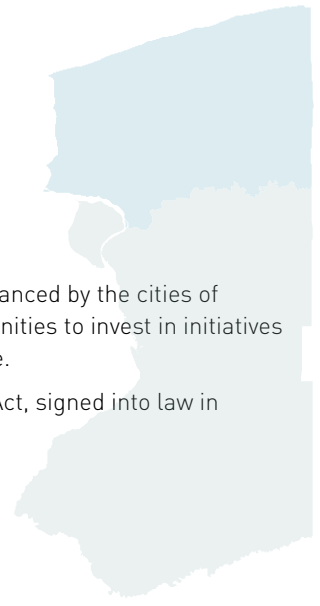 anced by the cities of
nities to invest in initiatives
e.
Act, signed into law in